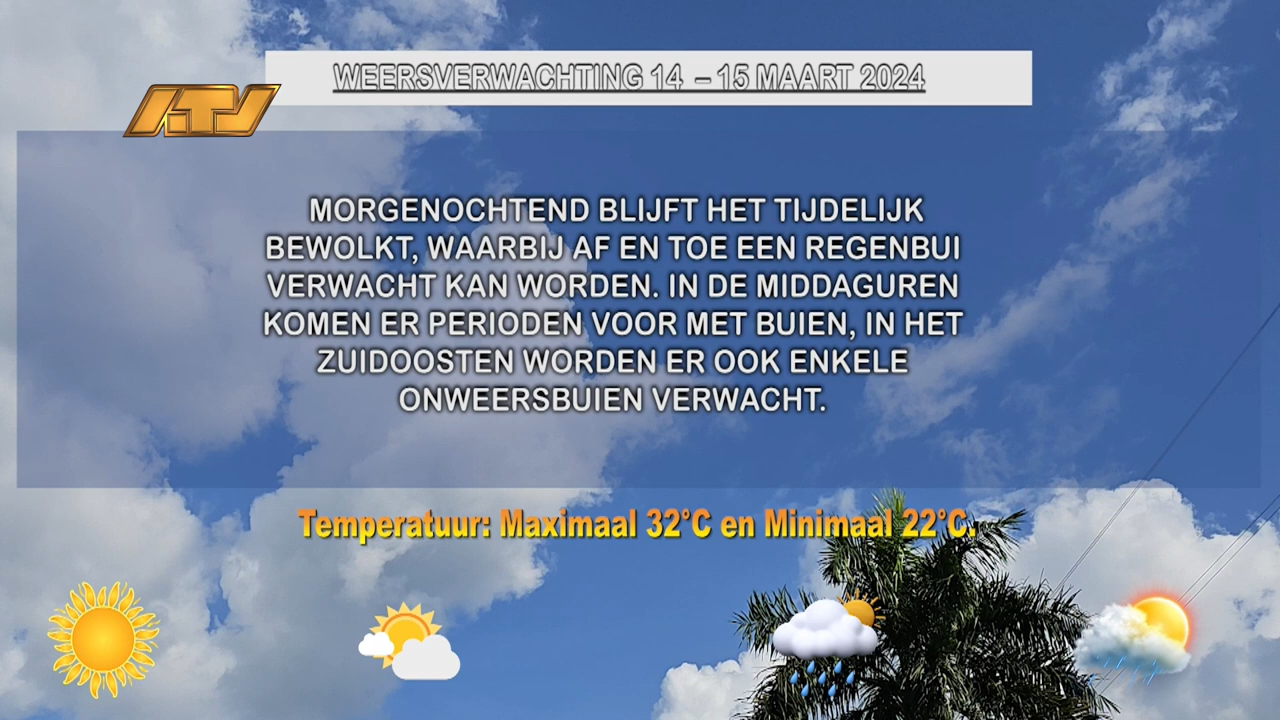 WEERSVERWACHTING 14 – 15 MAART 2024
ATV
MORGENOCHTEND BLIJFT HET TIJDELIJK
BEWOLKT, WAARBIJ AF EN TOE EEN REGENBUI
VERWACHT KAN WORDEN. IN DE MIDDAGUREN
KOMEN ER PERIODEN VOOR MET BUIEN, IN HET
ZUIDOOSTEN WORDEN ER OOK ENKELE
ONWEERSBUIEN VERWACHT.
Temperatuur: Maximaal 32°C en Minimaal 22°C.